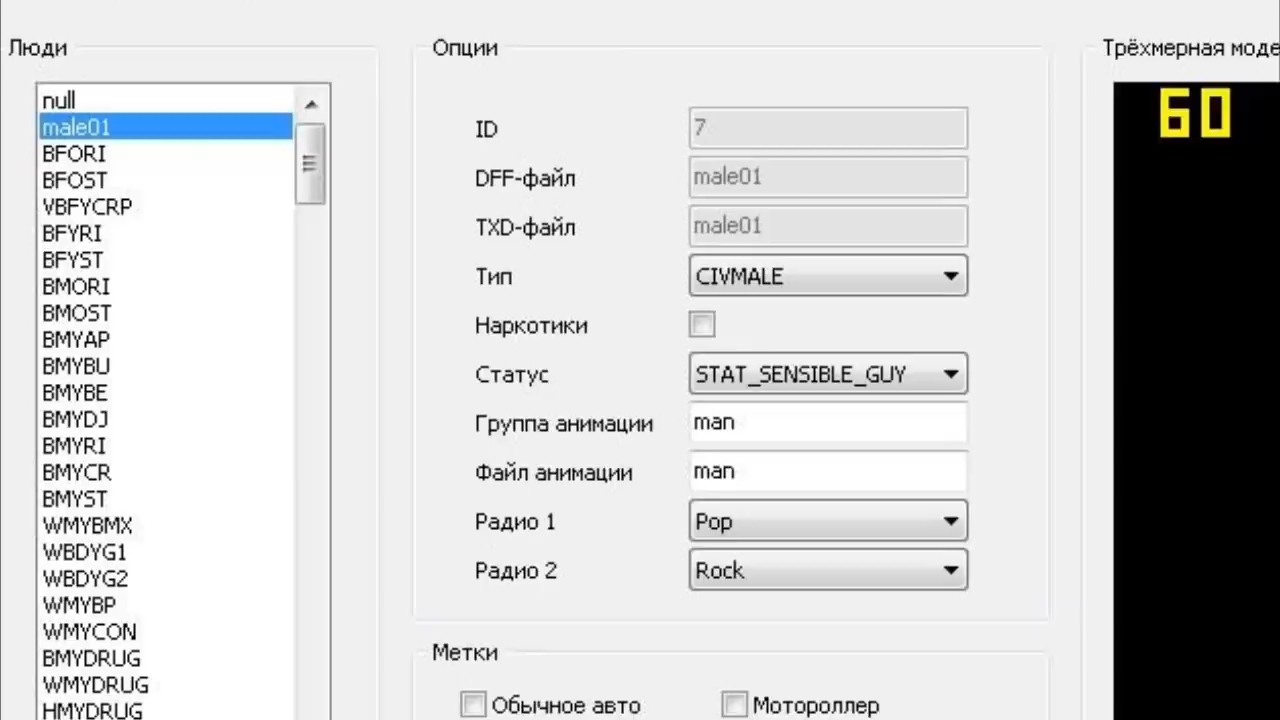 Люди
null
male01
BFORI
BFOST
VBFYCRP
BFYRI
BFYST
BMORI
BMOST
BMYAP
BMYBU
BMYBE
BMYDJ
BMYRI
BMYCR
BMYST
WMYBMX
WBDYG1
WBDYG2
WMYBP
WMYCON
BMYDRUG
WMYDRUG
HMYDRUG
Опции
ID 7
DFF-файл male01
TXD-файл male01
Тип CIVMALE
Наркотики
Статус STAT_SENSIBLE_GUY
Группа анимации man
Файл анимации man
Радио 1 Pop
Радио 2 Rock
Метки
Обычное авто Мотороллер
Трёхмерная моде
60